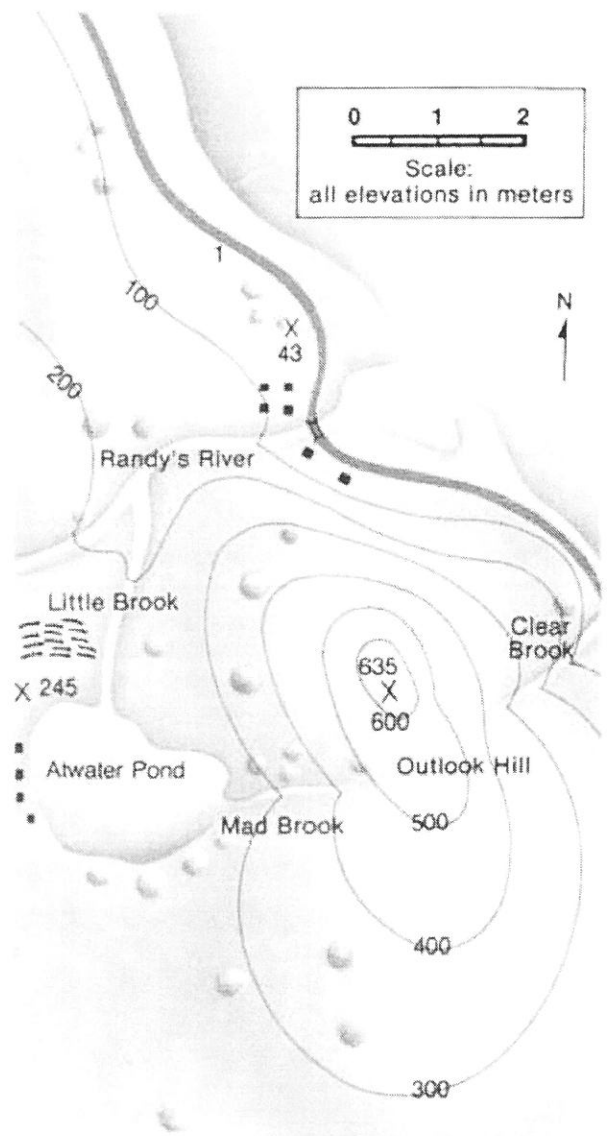 0 1 2
Scale:
all elevations in meters
N
1
100
X
43
200
Randy's River
Little Brook
Clear
Brook
635
X
600
X 245
Atwater Pond
Outlook Hill
Mad Brook
500
400
300